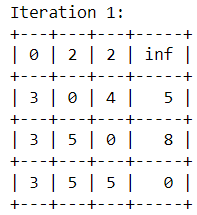 Iteration 1:
+---+---+---+-----+
| 0 | 2 | 2 | inf |
+---+---+---+-----+
| 3 | 0 | 4 |   5 |
+---+---+---+-----+
| 3 | 5 | 0 |   8 |
+---+---+---+-----+
| 3 | 5 | 5 |   0 |
+---+---+---+-----+